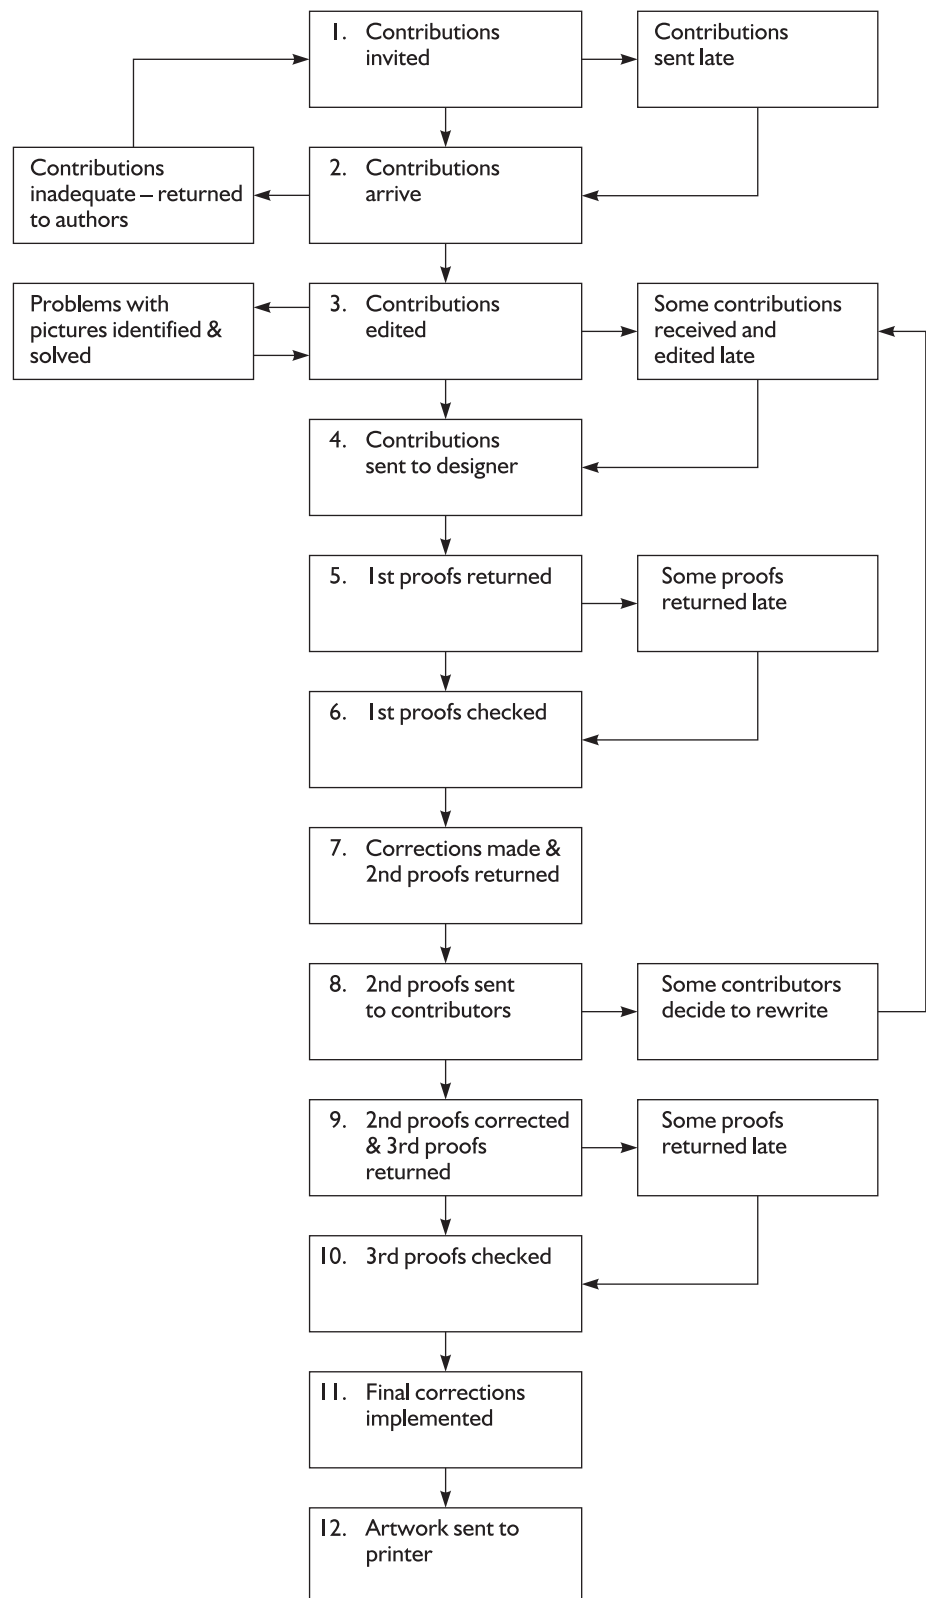 1. Contributions
invited
Contributions
sent late
Contributions
inadequate – returned
to authors
2. Contributions
arrive
Problems with
pictures identified &
solved
3. Contributions
edited
Some contributions
received and
edited late
4. Contributions
sent to designer
5. 1st proofs returned
Some proofs
returned late
6. 1st proofs checked
7. Corrections made &
2nd proofs returned
8. 2nd proofs sent
to contributors
Some contributors
decide to rewrite
9. 2nd proofs corrected
& 3rd proofs
returned
Some proofs
returned late
10. 3rd proofs checked
11. Final corrections
implemented
12. Artwork sent to
printer